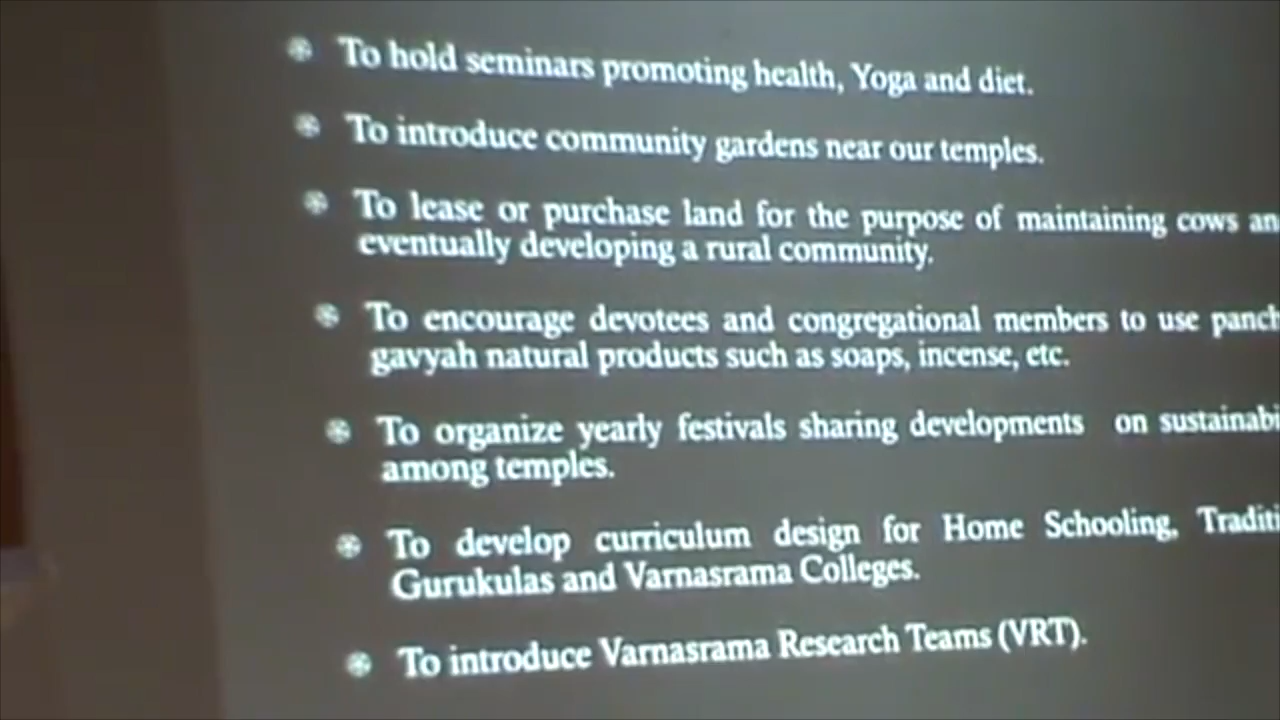 To hold seminars promoting health, Yoga and diet.
To introduce community gardens near our temples.
To lease or purchase land for the purpose of maintaining cows an
eventually developing a rural community.
To encourage devotees and congregational members to use panch
gavyah natural products such as soaps, incense, etc.
To organize yearly festivals sharing developments on sustainabi
among temples.
To develop curriculum design for Home Schooling, Traditi
Gurukulas and Varnasrama Colleges.
To introduce Varnasrama Research Teams (VRT).